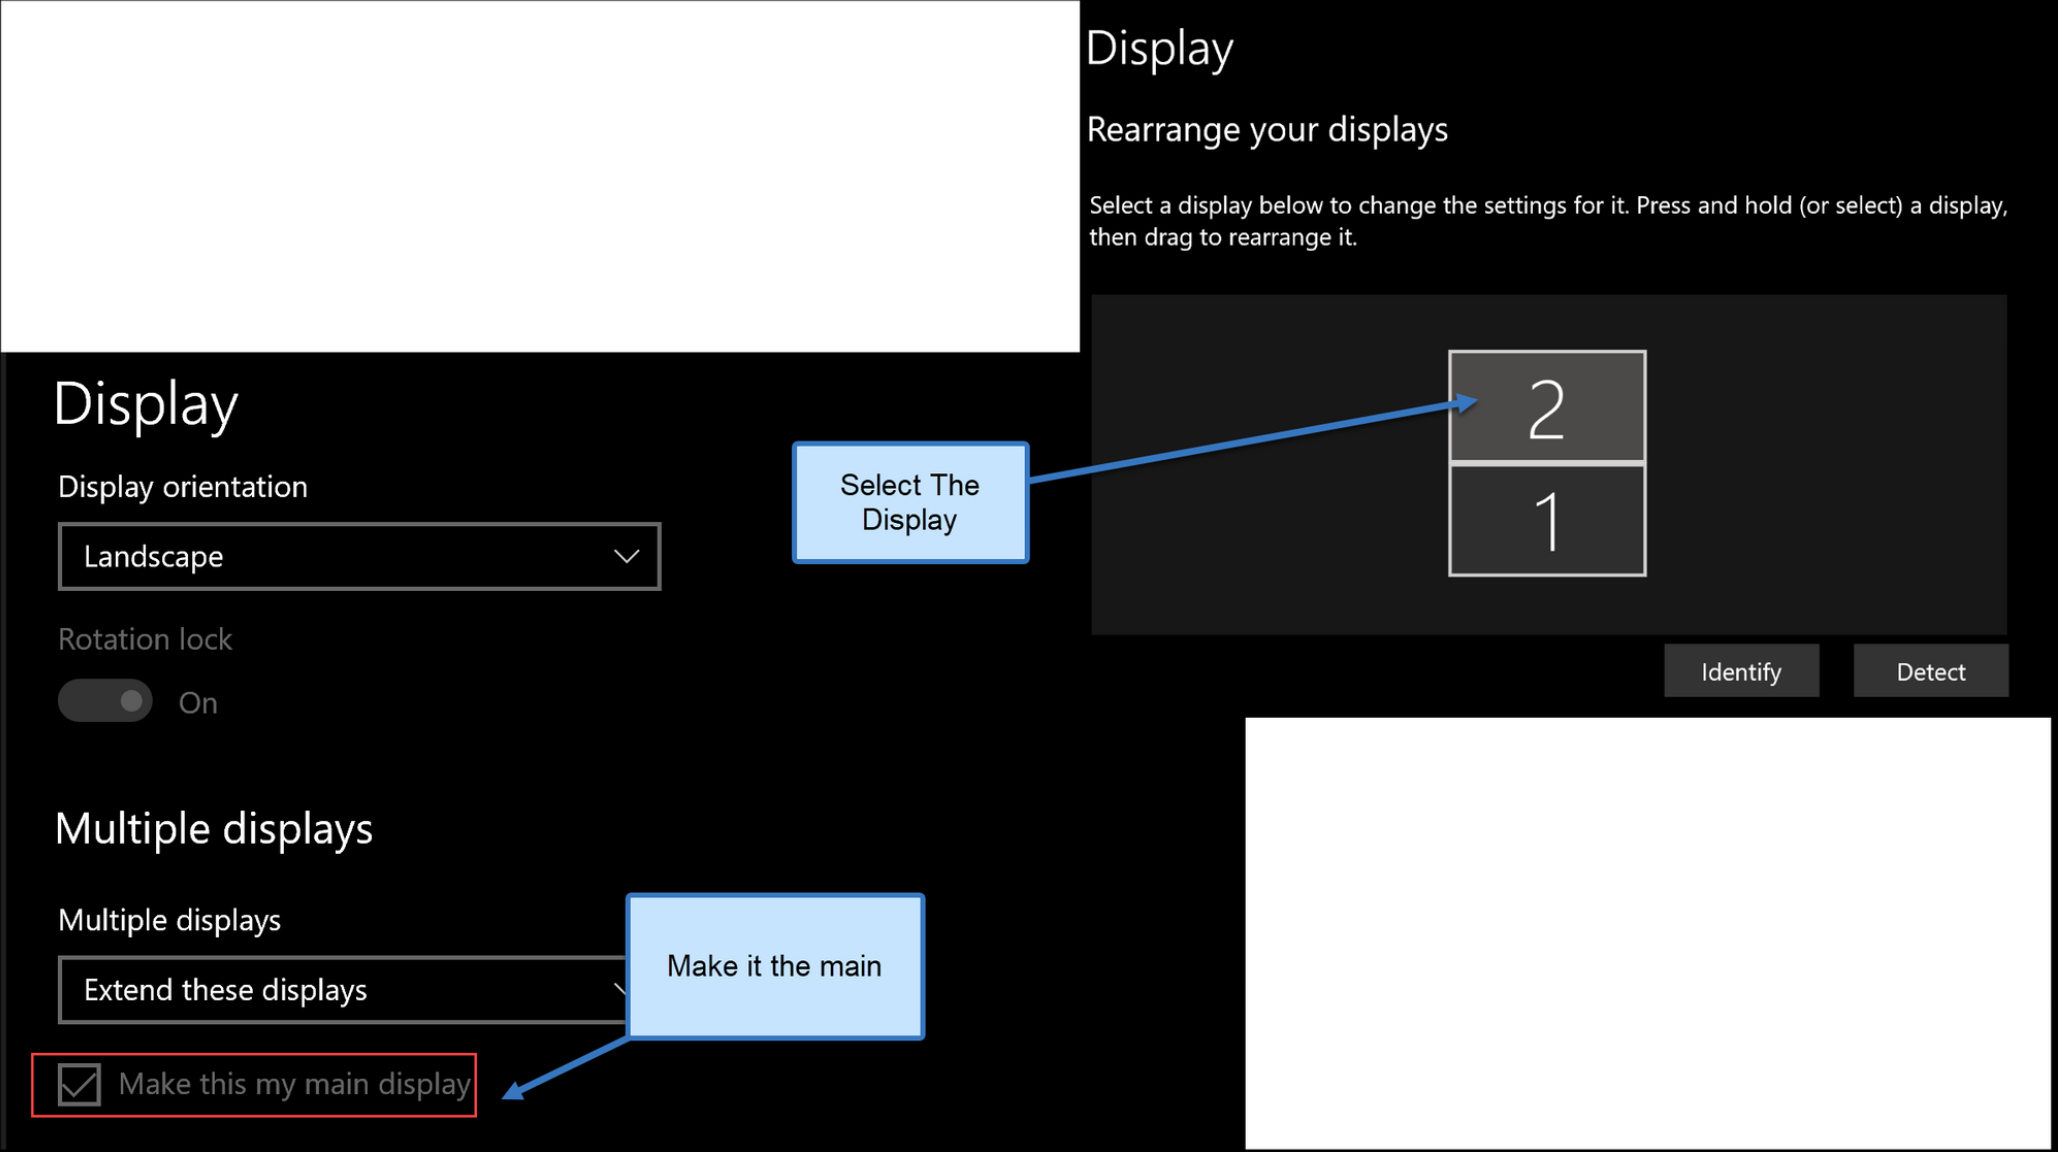 Display
Rearrange your displays
Select a display below to change the settings for it. Press and hold (or select) a display,
then drag to rearrange it.
2
1
Identify
Detect
Select The
Display
Display
Display orientation
Landscape
Rotation lock
On
Multiple displays
Multiple displays
Extend these displays
Make it the main
Make this my main display